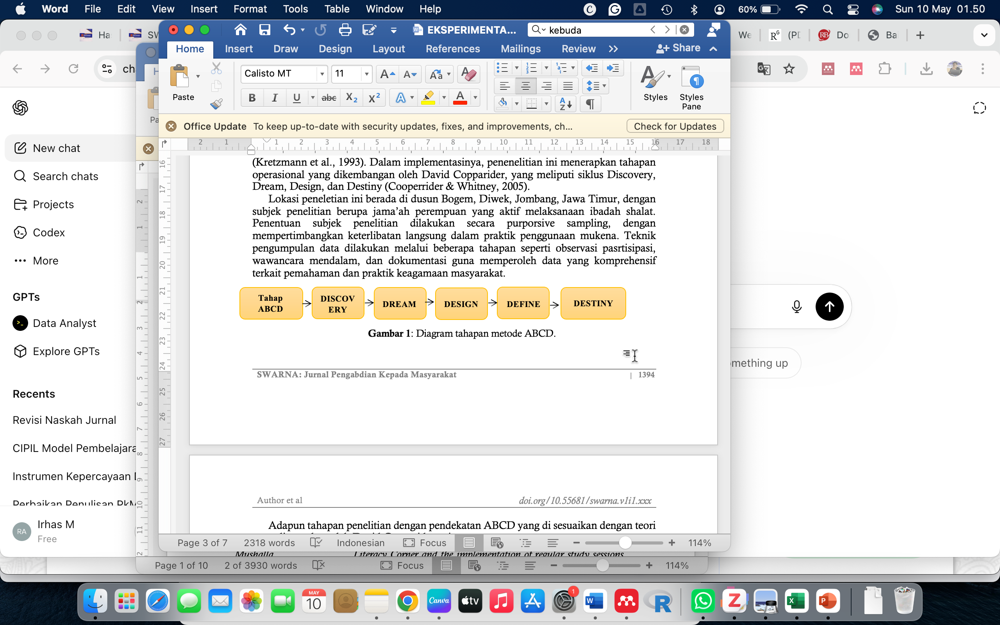 Word File Edit View Insert Format Tools Table Window Help 60% Sun 10 May 01.50
Ha SW EKSPERIMENTA... kebuda We (PD Do Ba
Home Insert Draw Design Layout References Mailings Review Share
ch
Paste Calisto MT 11 Styles Styles Pane
Office Update To keep up-to-date with security updates, fixes, and improvements, ch... Check for Updates
New chat
Search chats
Projects
Codex
More
GPTs
Data Analyst
Explore GPTs
Recents
Revisi Naskah Jurnal
CIPIL Model Pembelajara
Instrumen Kepercayaan
Perbaikan Penulisan PkM
RA Irhas M
Free
(Kretzmann et al., 1993). Dalam implementasinya, penenelitian ini menerapkan tahapan
operasional yang dikembangan oleh David Copparider, yang meliputi siklus Discovery,
Dream, Design, dan Destiny (Cooperrider & Whitney, 2005).
Lokasi peneletian ini berada di dusun Bogem, Diwek, Jombang, Jawa Timur, dengan
subjek penelitian berupa jama’ah perempuan yang aktif melaksanaan ibadah shalat.
Penentuan subjek penelitian dilakukan secara purporsive sampling, dengan
mempertimbangkan keterlibatan langsung dalam praktik penggunaan mukena. Teknik
pengumpulan data dilakukan melalui beberapa tahapan seperti observasi pasrtisipasi,
wawancara mendalam, dan dokumentasi guna memperoleh data yang komprehensif
terkait pemahaman dan praktik keagamaan masyarakat.
Tahap
ABCD
DISCOV
ERY
DREAM
DESIGN
DEFINE
DESTINY
Gambar 1: Diagram tahapan metode ABCD.
SWARNA: Jurnal Pengabdian Kepada Masyarakat | 1394
Author et al doi.org/10.55681/swarna.v1i1.xxx
Adapun tahapan penelitian dengan pendekatan ABCD yang di sesuaikan dengan teori
Page 3 of 7 2318 words Indonesian Focus 114%
Mushalla Literacy Corner and the implementation of regular study sessions
Page 1 of 10 2 of 3930 words Focus 114%
mething up
MAY
10
Canva
tv
1